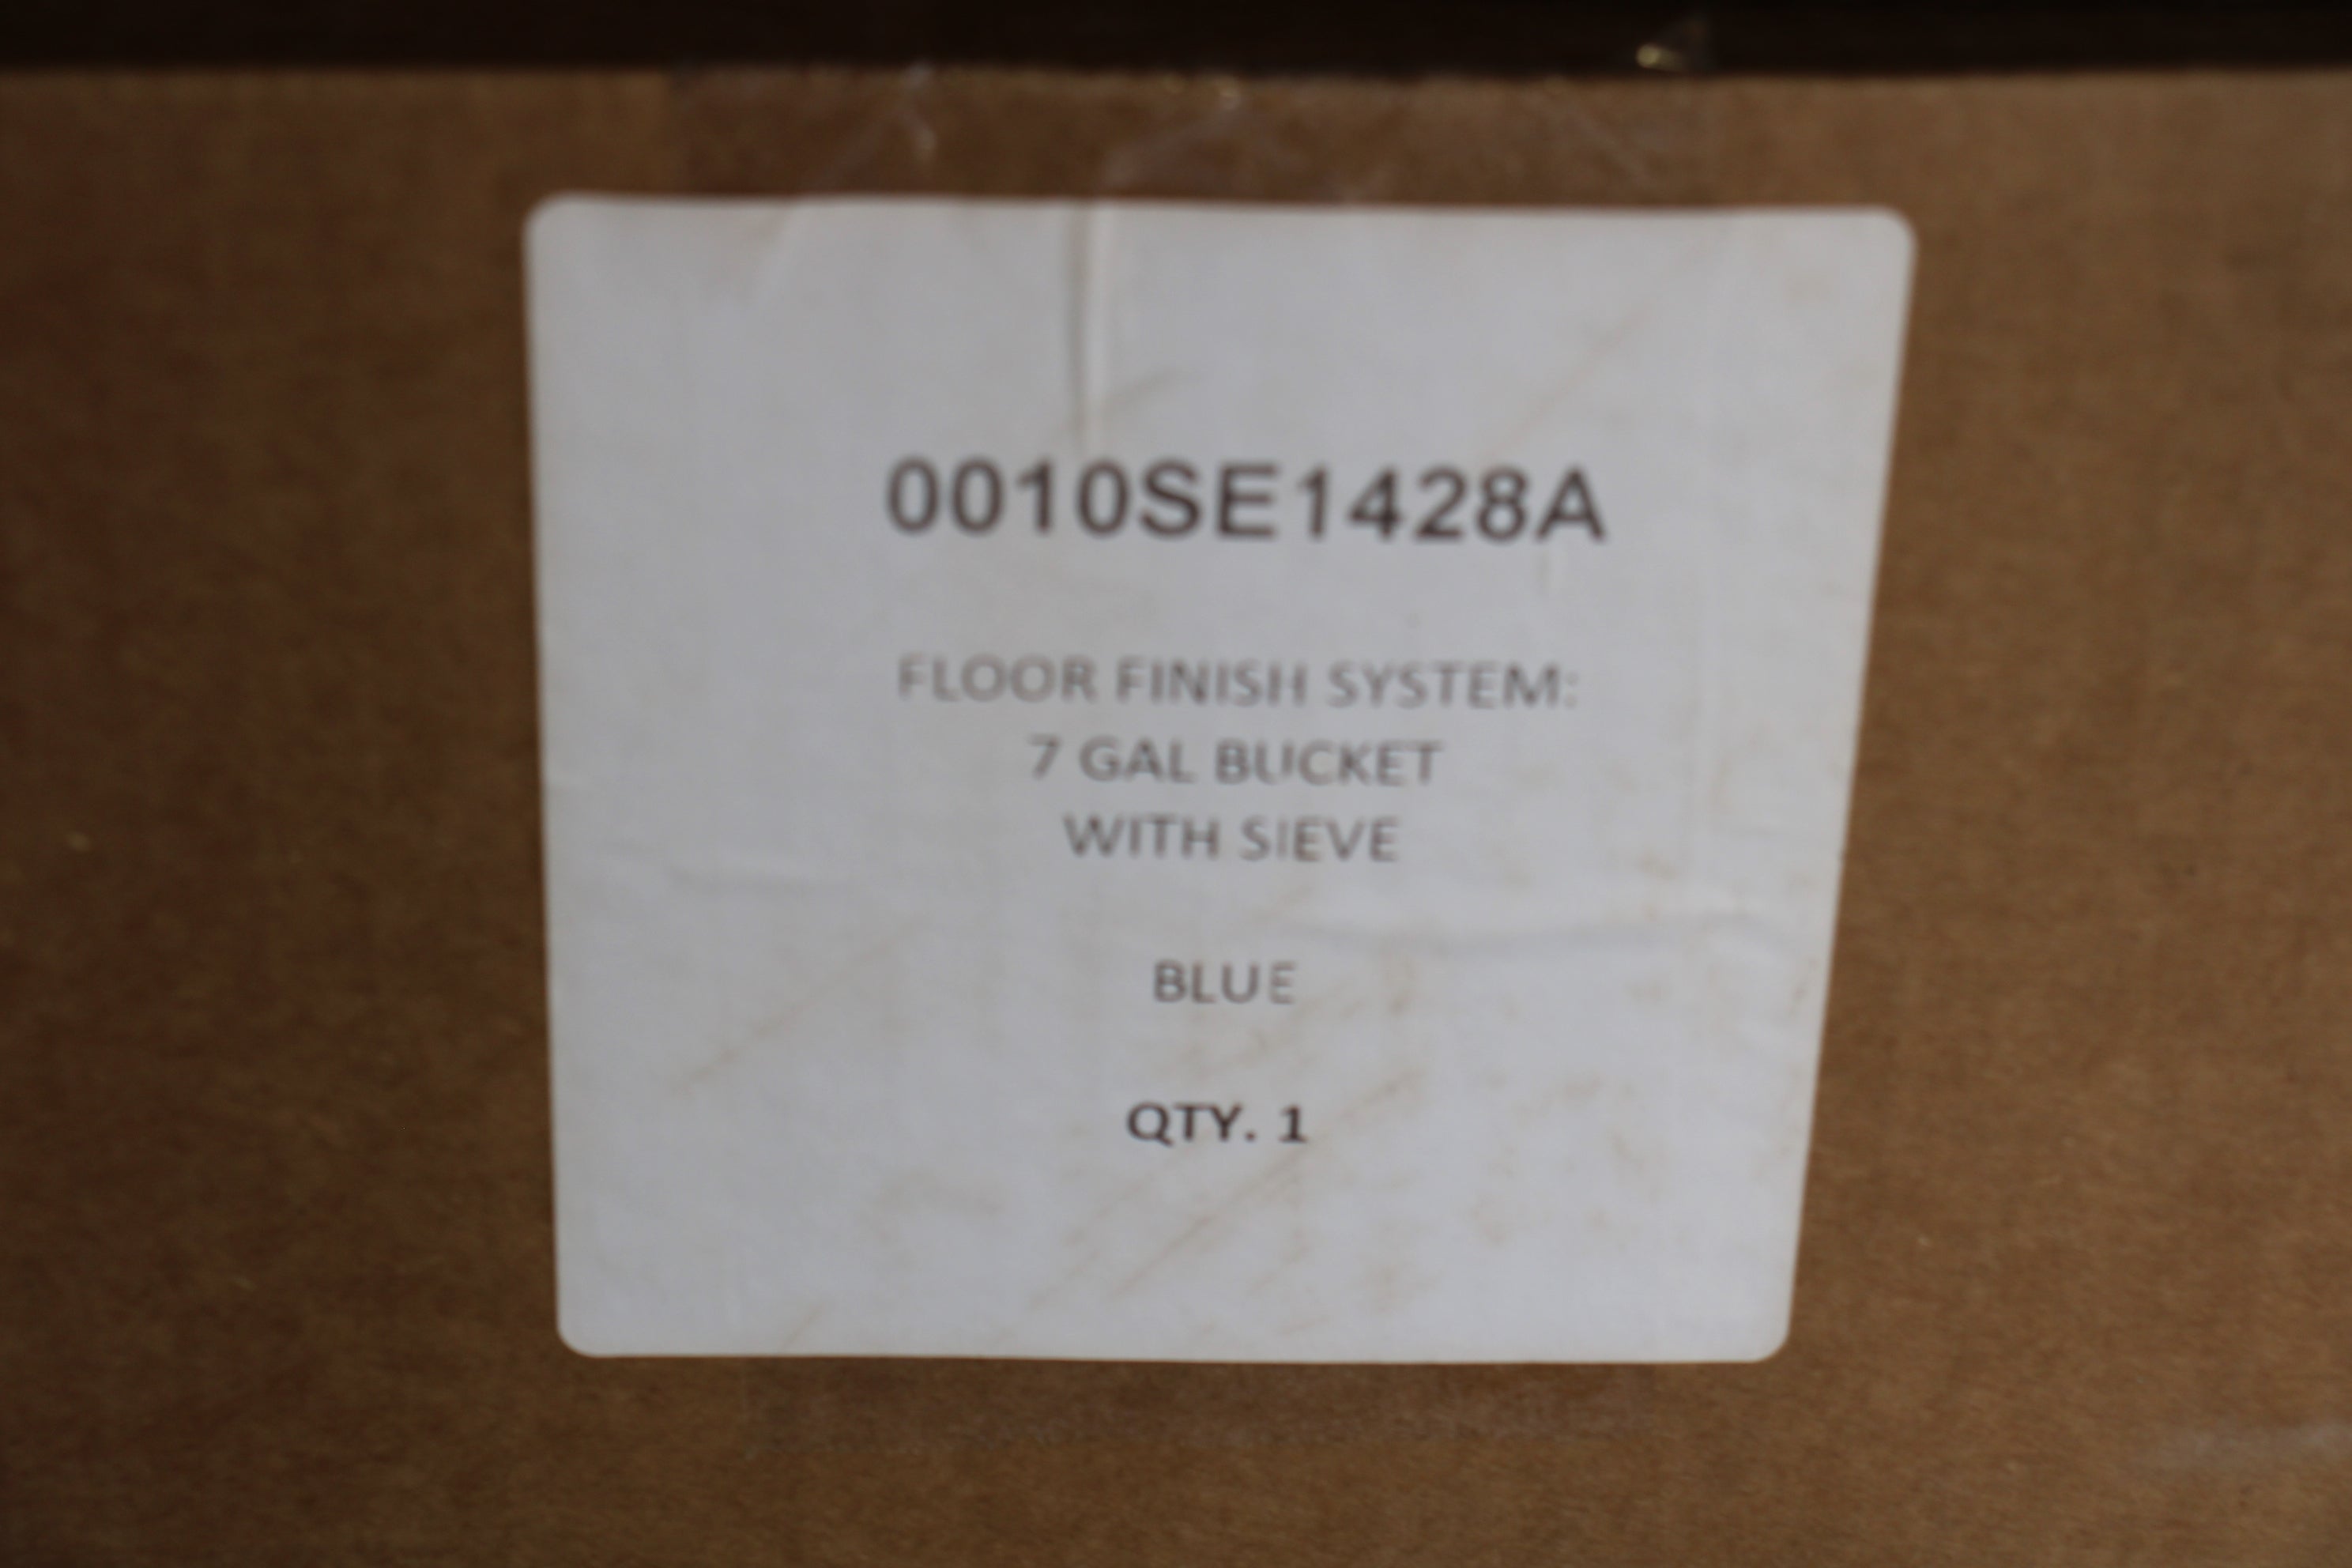 0010SE1428A
FLOOR FINISH SYSTEM:
7 GAL BUCKET
WITH SIEVE
BLUE
QTY. 1